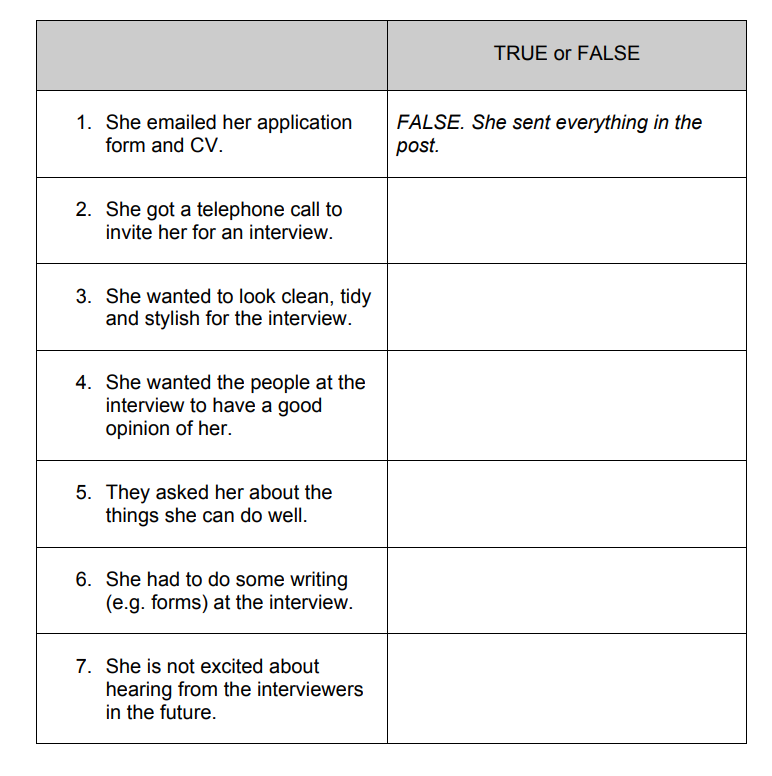 TRUE or FALSE
1. She emailed her application
form and CV.
FALSE. She sent everything in the
post.
2. She got a telephone call to
invite her for an interview.
3. She wanted to look clean, tidy
and stylish for the interview.
4. She wanted the people at the
interview to have a good
opinion of her.
5. They asked her about the
things she can do well.
6. She had to do some writing
(e.g. forms) at the interview.
7. She is not excited about
hearing from the interviewers
in the future.